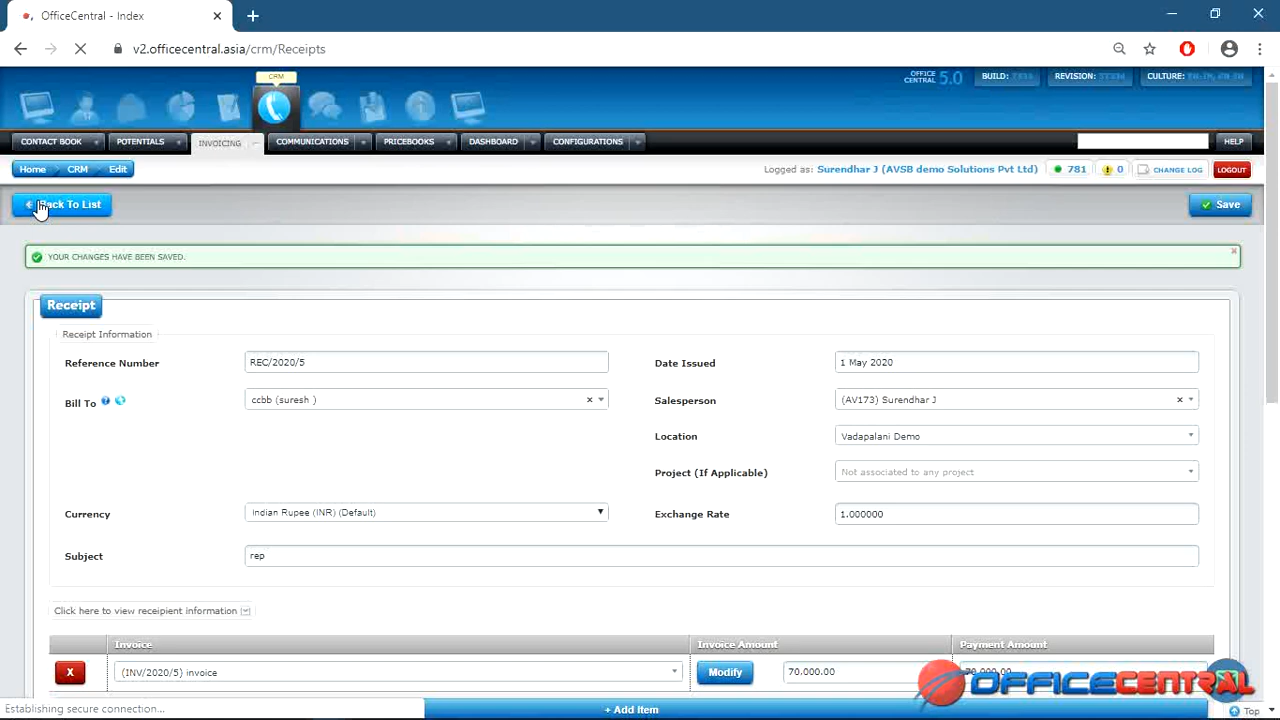 OfficeCentral - Index
v2.officecentral.asia/crm/Receipts
CRM
OFFICE CENTRAL 5.0
BUILD:
REVISION:
CULTURE:
CONTACT BOOK
POTENTIALS
INVOICING
COMMUNICATIONS
PRICEBOOKS
DASHBOARD
CONFIGURATIONS
HELP
Home CRM Edit
Logged as: Surendhar J (AVSB demo Solutions Pvt Ltd) 781 0 CHANGE LOG LOGOUT
Back To List
Save
YOUR CHANGES HAVE BEEN SAVED.
Receipt
Receipt Information
Reference Number REC/2020/5
Date Issued 1 May 2020
Bill To ccbb (suresh )
Salesperson (AV173) Surendhar J
Location Vadapalani Demo
Project (If Applicable) Not associated to any project
Currency Indian Rupee (INR) (Default)
Exchange Rate 1.000000
Subject rep
Click here to view receipient information
Invoice Invoice Amount Payment Amount
X (INV/2020/5) invoice Modify 70,000.00
OFFICECENTRAL
Establishing secure connection...
+ Add Item
Top